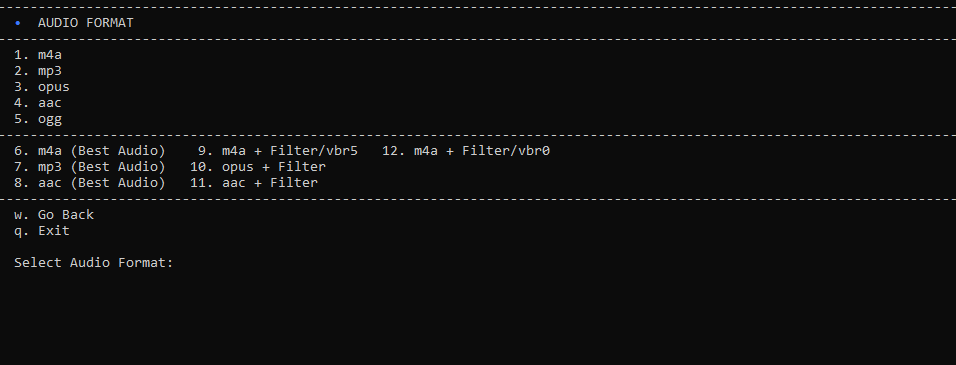 • AUDIO FORMAT
1. m4a
2. mp3
3. opus
4. aac
5. ogg
6. m4a (Best Audio)    9. m4a + Filter/vbr5   12. m4a + Filter/vbr0
7. mp3 (Best Audio)   10. opus + Filter
8. aac (Best Audio)   11. aac + Filter
w. Go Back
q. Exit
Select Audio Format: